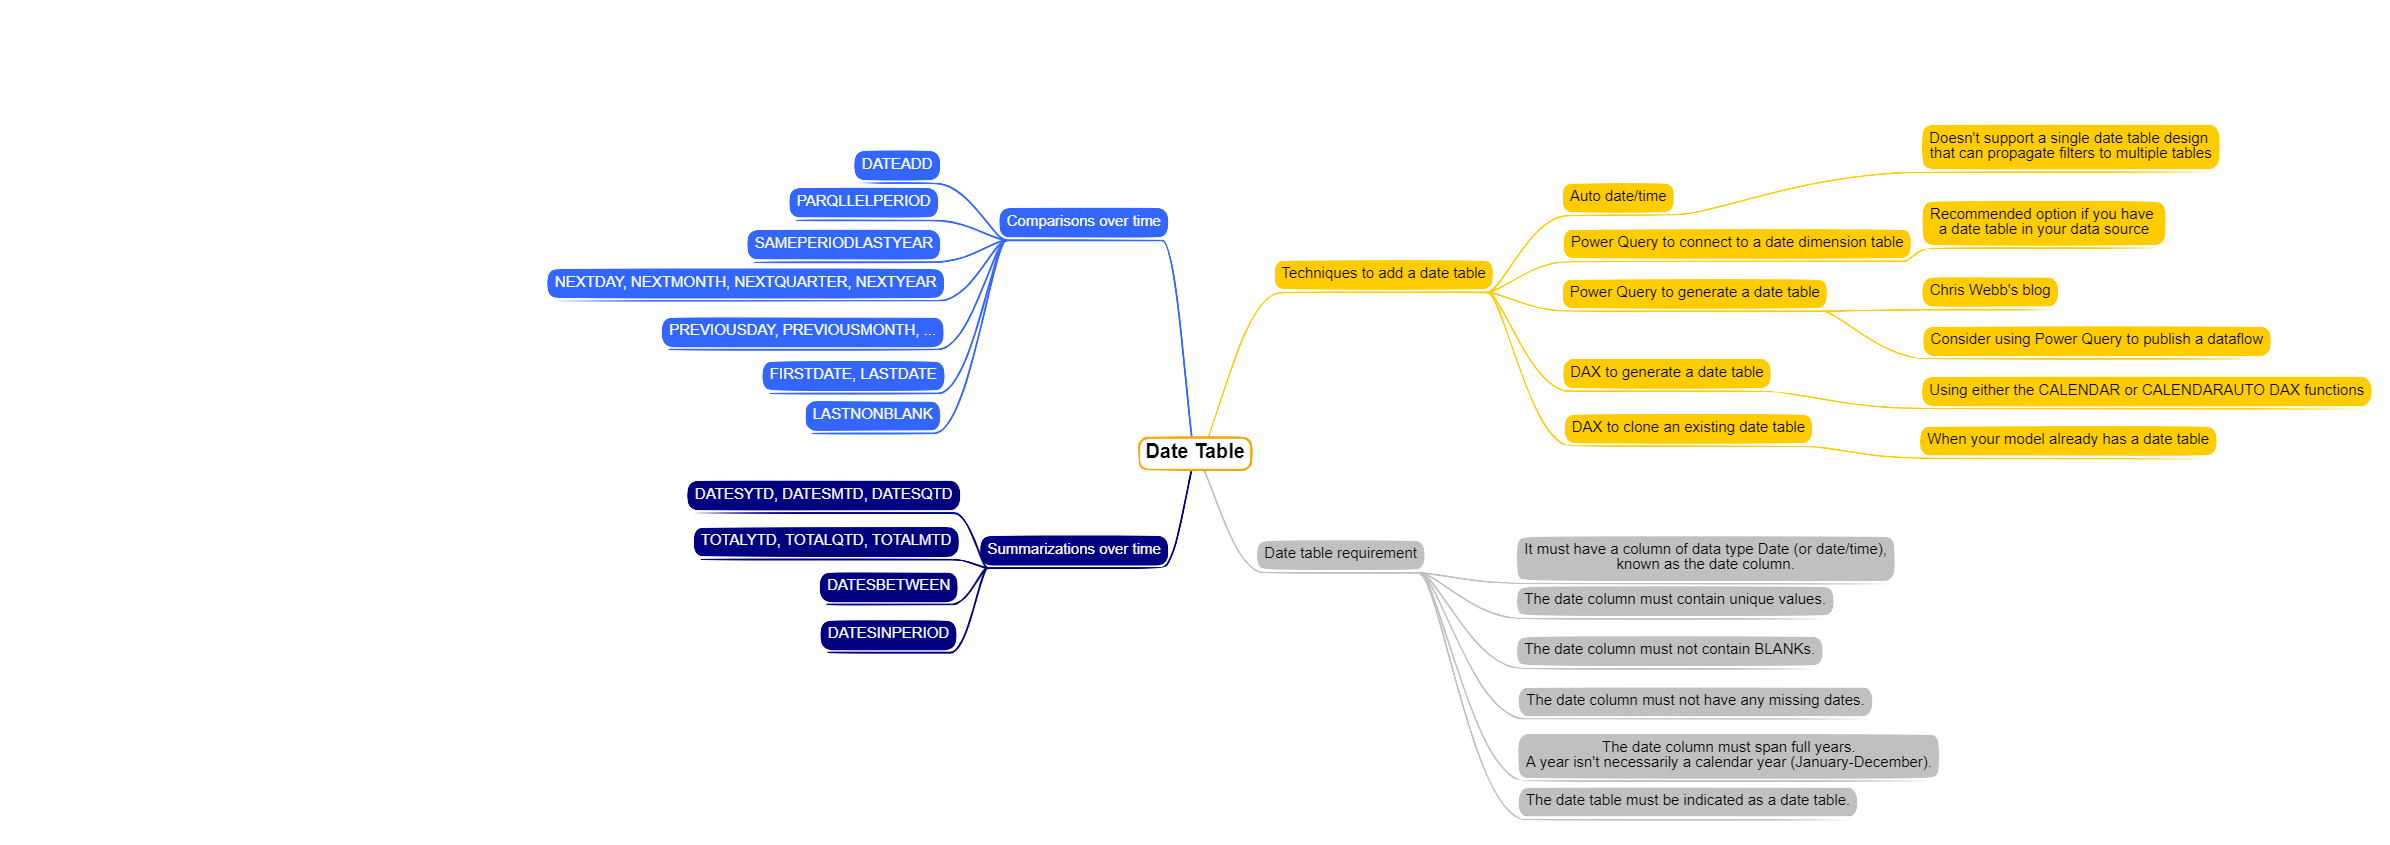 Date Table
Comparisons over time
DATEADD
PARQLLELPERIOD
SAMEPERIODLASTYEAR
NEXTDAY, NEXTMONTH, NEXTQUARTER, NEXTYEAR
PREVIOUSDAY, PREVIOUSMONTH, ...
FIRSTDATE, LASTDATE
LASTNONBLANK
Summarizations over time
DATESYTD, DATESMTD, DATESQTD
TOTALYTD, TOTALQTD, TOTALMTD
DATESBETWEEN
DATESINPERIOD
Techniques to add a date table
Auto date/time
Doesn't support a single date table design
that can propagate filters to multiple tables
Power Query to connect to a date dimension table
Recommended option if you have
a date table in your data source
Power Query to generate a date table
Chris Webb's blog
Consider using Power Query to publish a dataflow
DAX to generate a date table
Using either the CALENDAR or CALENDARAUTO DAX functions
DAX to clone an existing date table
When your model already has a date table
Date table requirement
It must have a column of data type Date (or date/time),
known as the date column.
The date column must contain unique values.
The date column must not contain BLANKs.
The date column must not have any missing dates.
The date column must span full years.
A year isn't necessarily a calendar year (January-December).
The date table must be indicated as a date table.